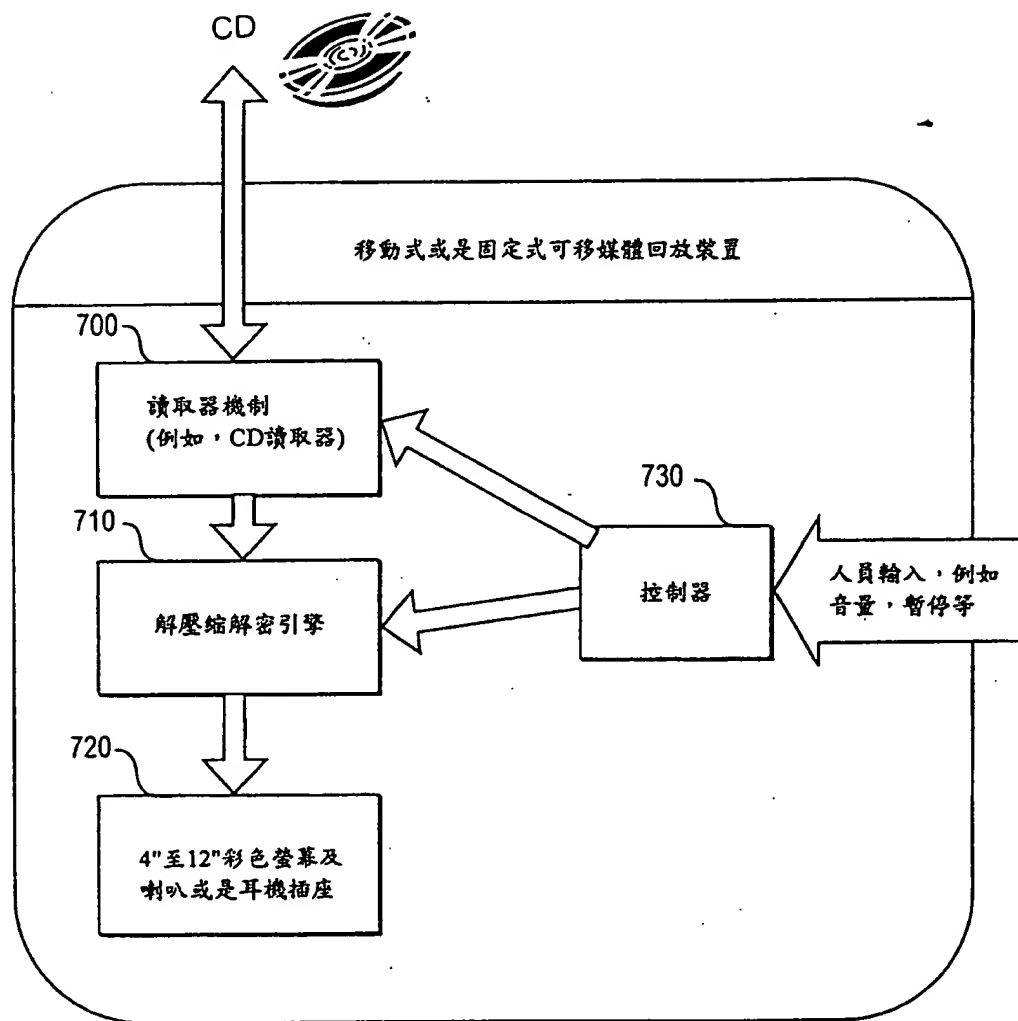 CD
移動式或是固定式可移媒體回放裝置
700
讀取器機制
(例如，CD讀取器)
710
730
解壓縮解密引擎
控制器
人員輸入，例如
音量，暫停等
720
4"至12"彩色螢幕及
喇叭或是耳機插座